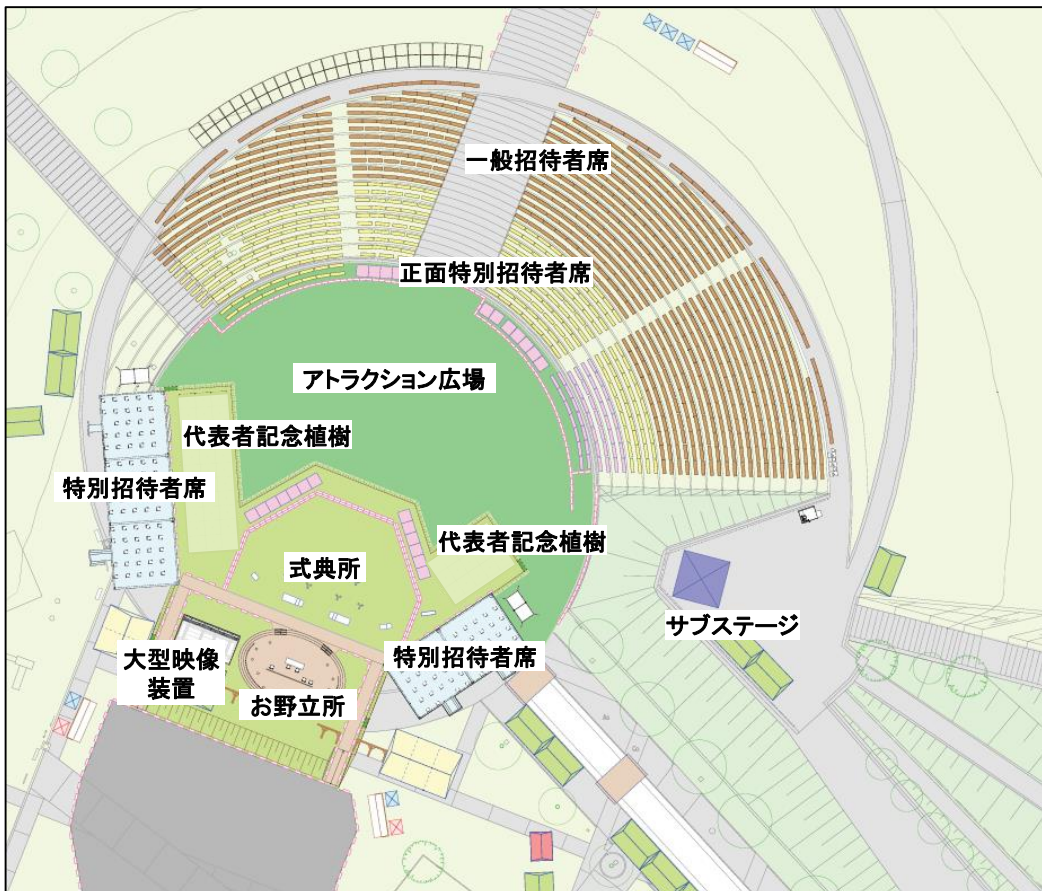 一般招待者席
正面特別招待者席
アトラクション広場
代表者記念植樹
特別招待者席
代表者記念植樹
式典所
サブステージ
大型映像
装置
特別招待者席
お野立所